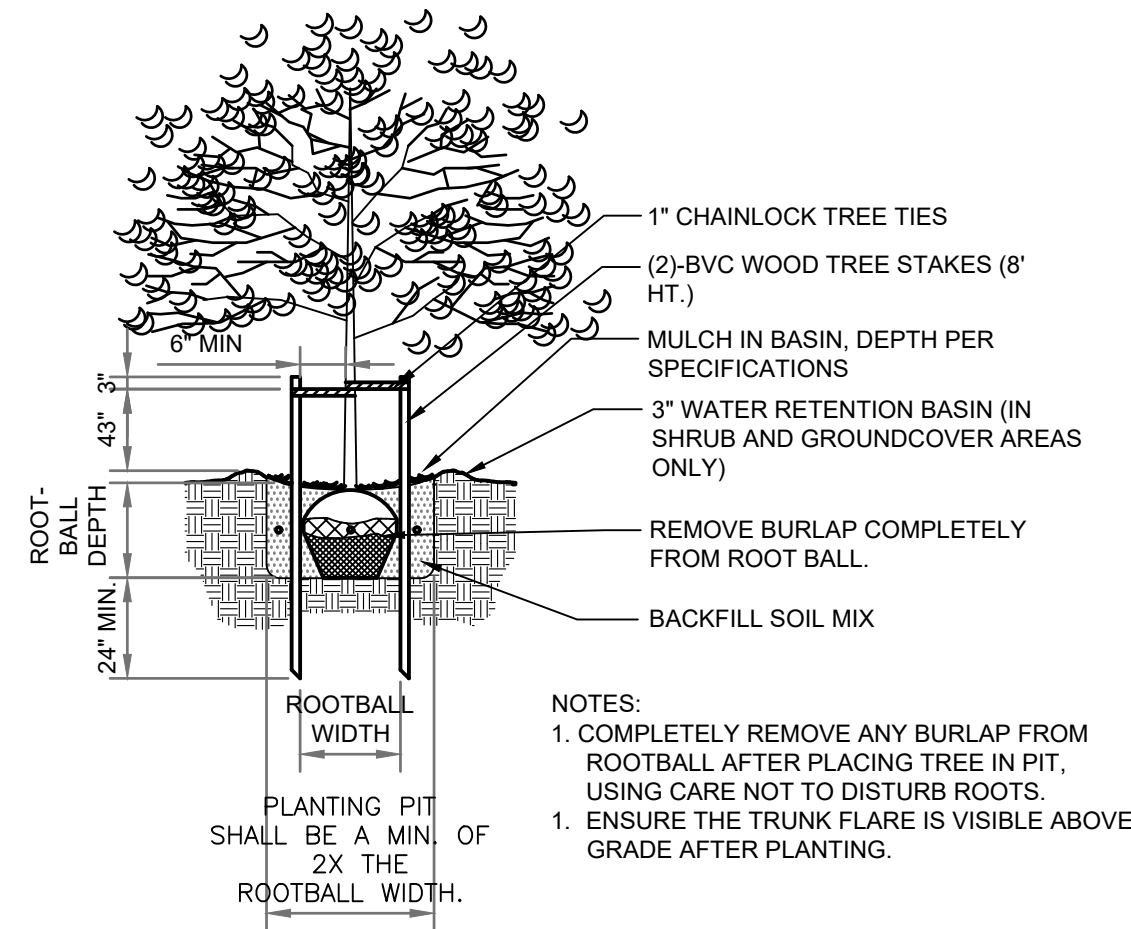 1" CHAINLOCK TREE TIES
(2)-BVC WOOD TREE STAKES (8'
HT.)
MULCH IN BASIN, DEPTH PER
SPECIFICATIONS
3" WATER RETENTION BASIN (IN
SHRUB AND GROUNDCOVER AREAS
ONLY)
REMOVE BURLAP COMPLETELY
FROM ROOT BALL.
BACKFILL SOIL MIX
6" MIN
3"
43"
ROOT-
BALL
DEPTH
24" MIN.
ROOTBALL
WIDTH
PLANTING PIT
SHALL BE A MIN. OF
2X THE
ROOTBALL WIDTH.
NOTES:
1. COMPLETELY REMOVE ANY BURLAP FROM
ROOTBALL AFTER PLACING TREE IN PIT,
USING CARE NOT TO DISTURB ROOTS.
1. ENSURE THE TRUNK FLARE IS VISIBLE ABOVE
GRADE AFTER PLANTING.